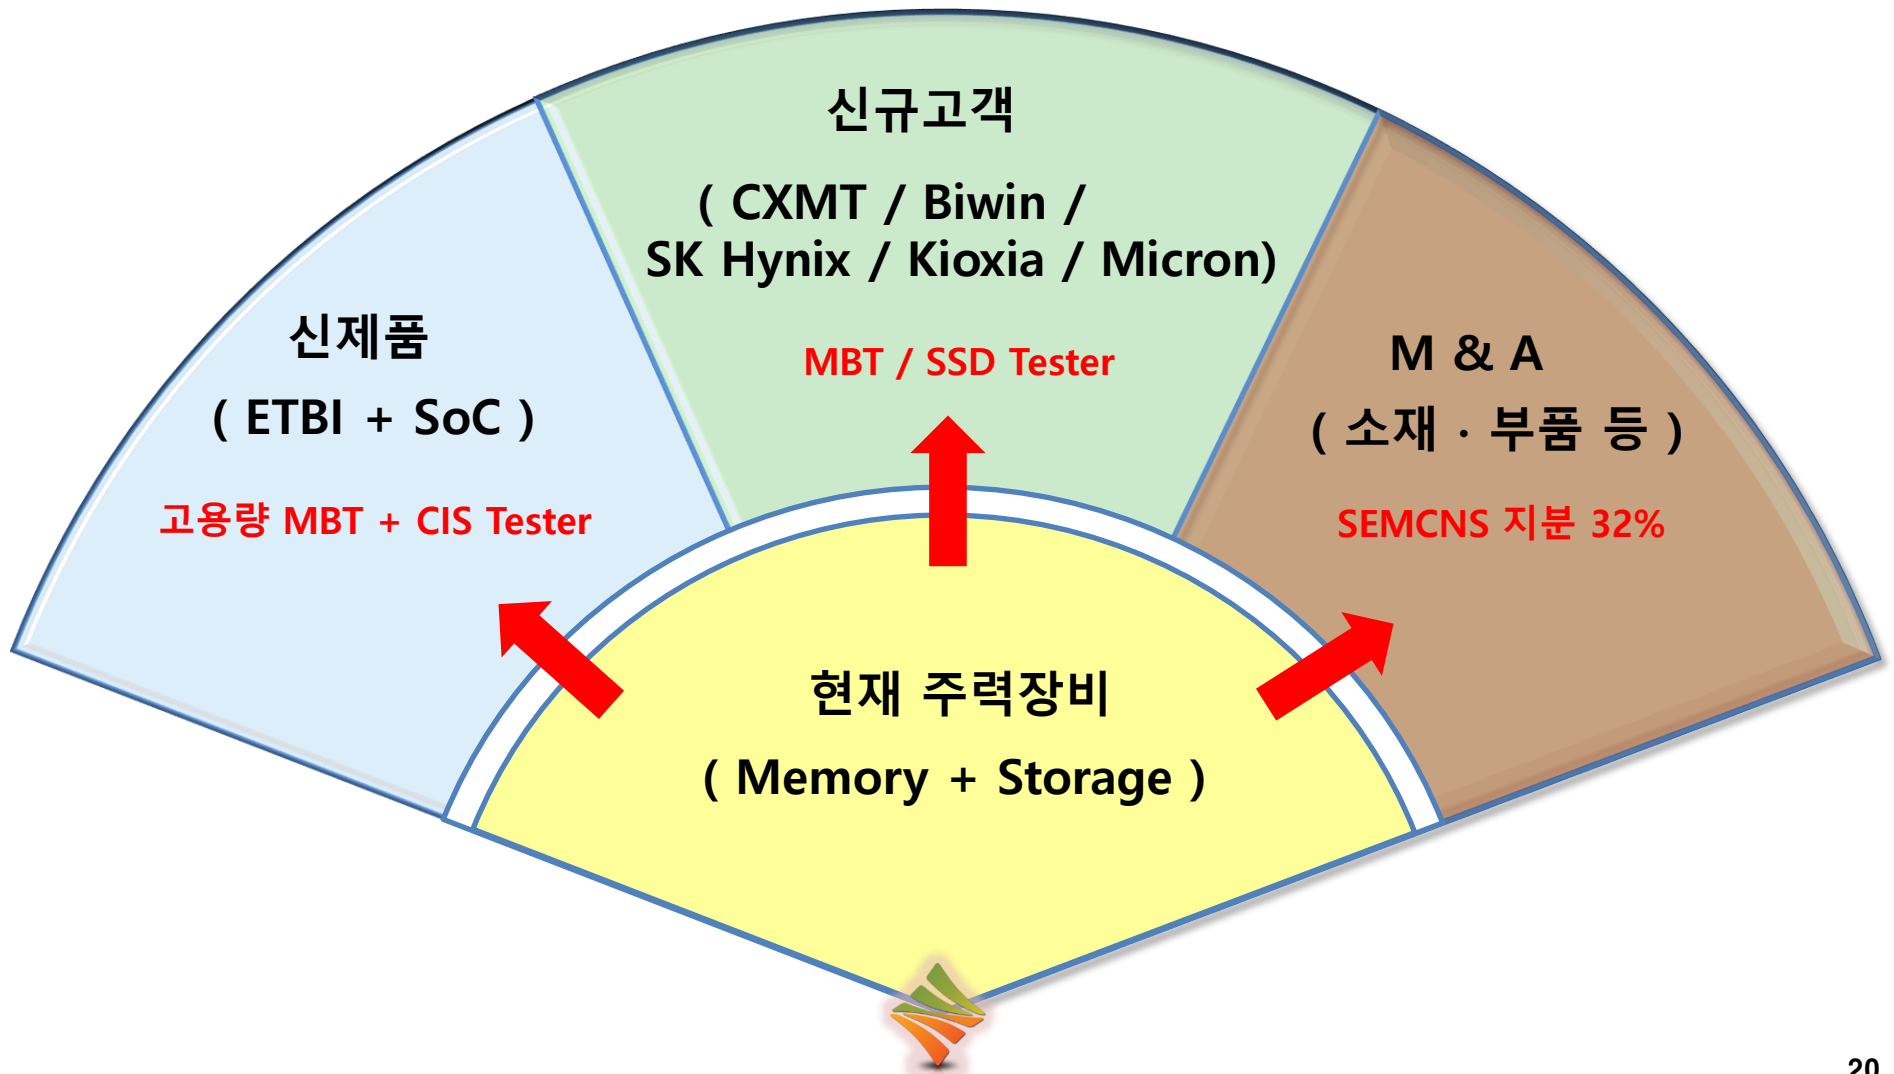 신규고객
( CXMT / Biwin /
SK Hynix / Kioxia / Micron)
MBT / SSD Tester
신제품
( ETBI + SoC )
고용량 MBT + CIS Tester
M & A
( 소재 · 부품 등 )
SEMCNS 지분 32%
현재 주력장비
( Memory + Storage )
20